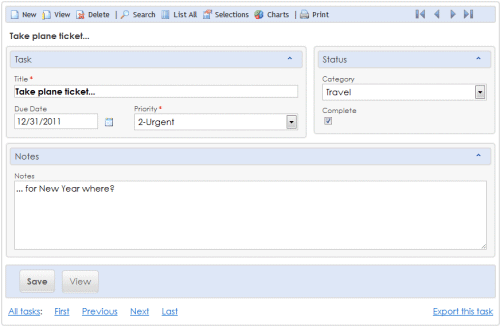 New View Delete | Search List All Selections Charts | Print
Take plane ticket...
Task
Status
Title *
Take plane ticket...
Category
Travel
Due Date
Priority *
12/31/2011
2-Urgent
Complete
Notes
Notes
... for New Year where?
Save View
All tasks: First Previous Next Last Export this task